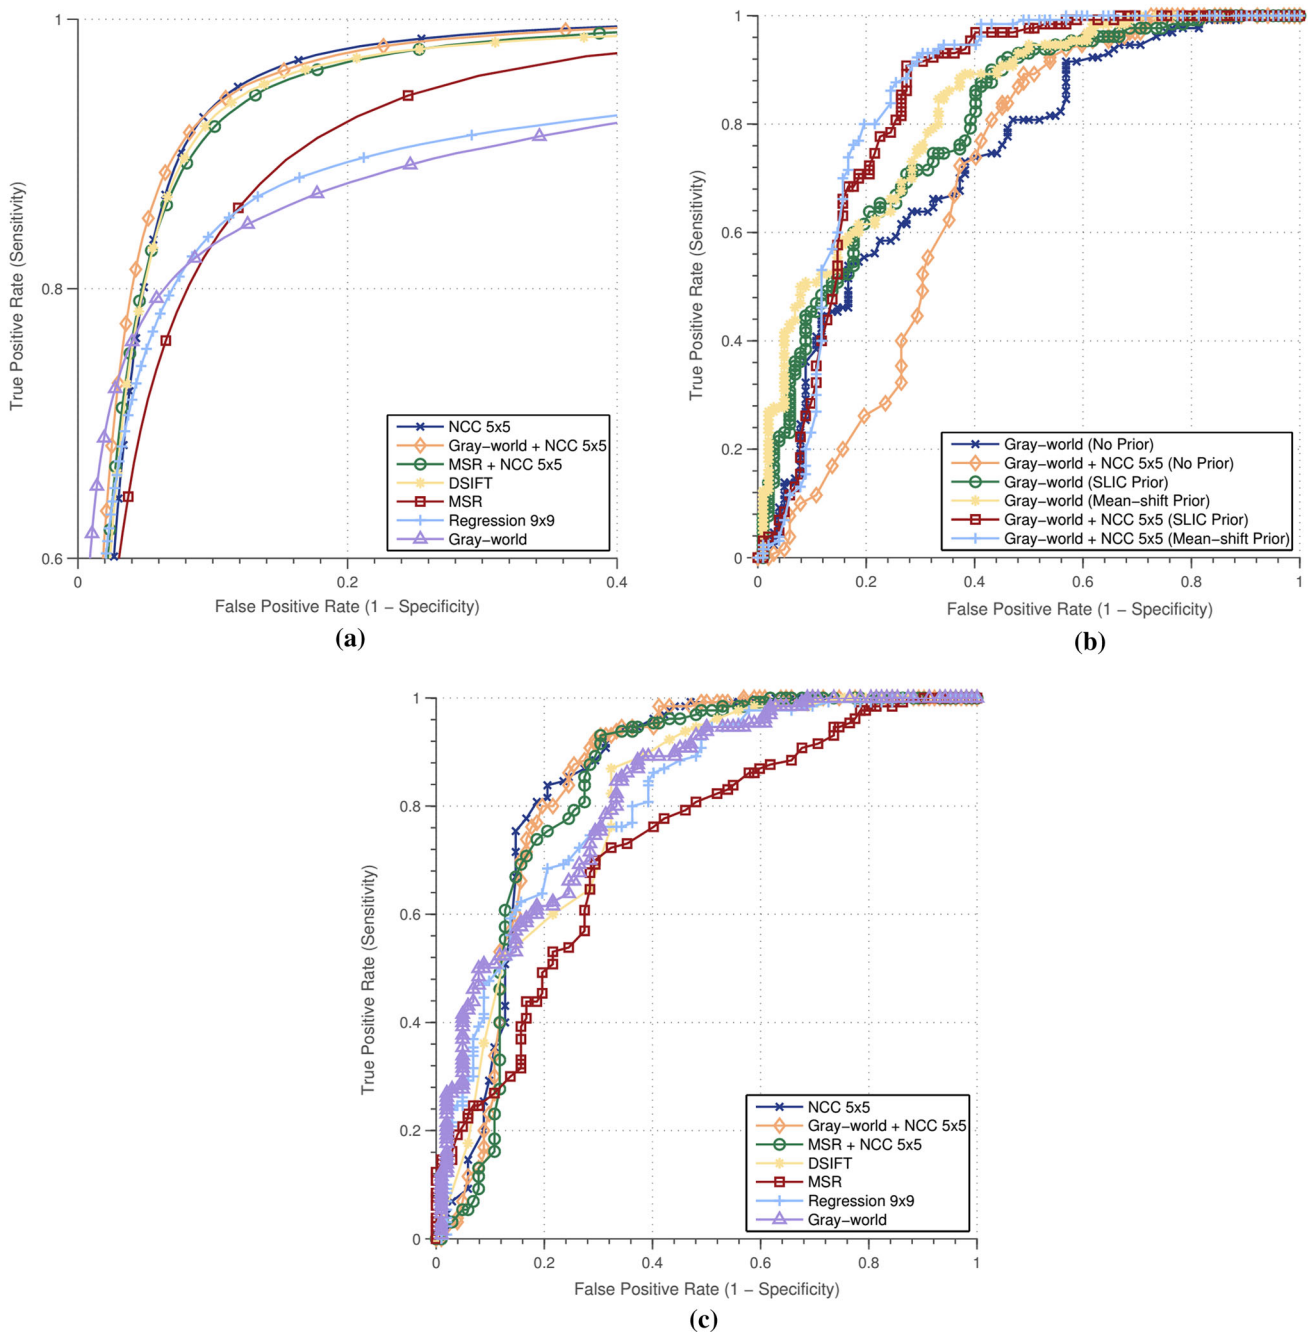 1
0.8
0.6
0
0.2
0.4
True Positive Rate (Sensitivity)
False Positive Rate (1 − Specificity)
NCC 5x5
Gray−world + NCC 5x5
MSR + NCC 5x5
DSIFT
MSR
Regression 9x9
Gray−world
(a)
1
0.8
0.6
0.4
0.2
0
0
0.2
0.4
0.6
0.8
1
True Positive Rate (Sensitivity)
False Positive Rate (1 − Specificity)
Gray−world (No Prior)
Gray−world + NCC 5x5 (No Prior)
Gray−world (SLIC Prior)
Gray−world (Mean−shift Prior)
Gray−world + NCC 5x5 (SLIC Prior)
Gray−world + NCC 5x5 (Mean−shift Prior)
(b)
1
0.8
0.6
0.4
0.2
0
0
0.2
0.4
0.6
0.8
1
True Positive Rate (Sensitivity)
False Positive Rate (1 − Specificity)
NCC 5x5
Gray−world + NCC 5x5
MSR + NCC 5x5
DSIFT
MSR
Regression 9x9
Gray−world
(c)